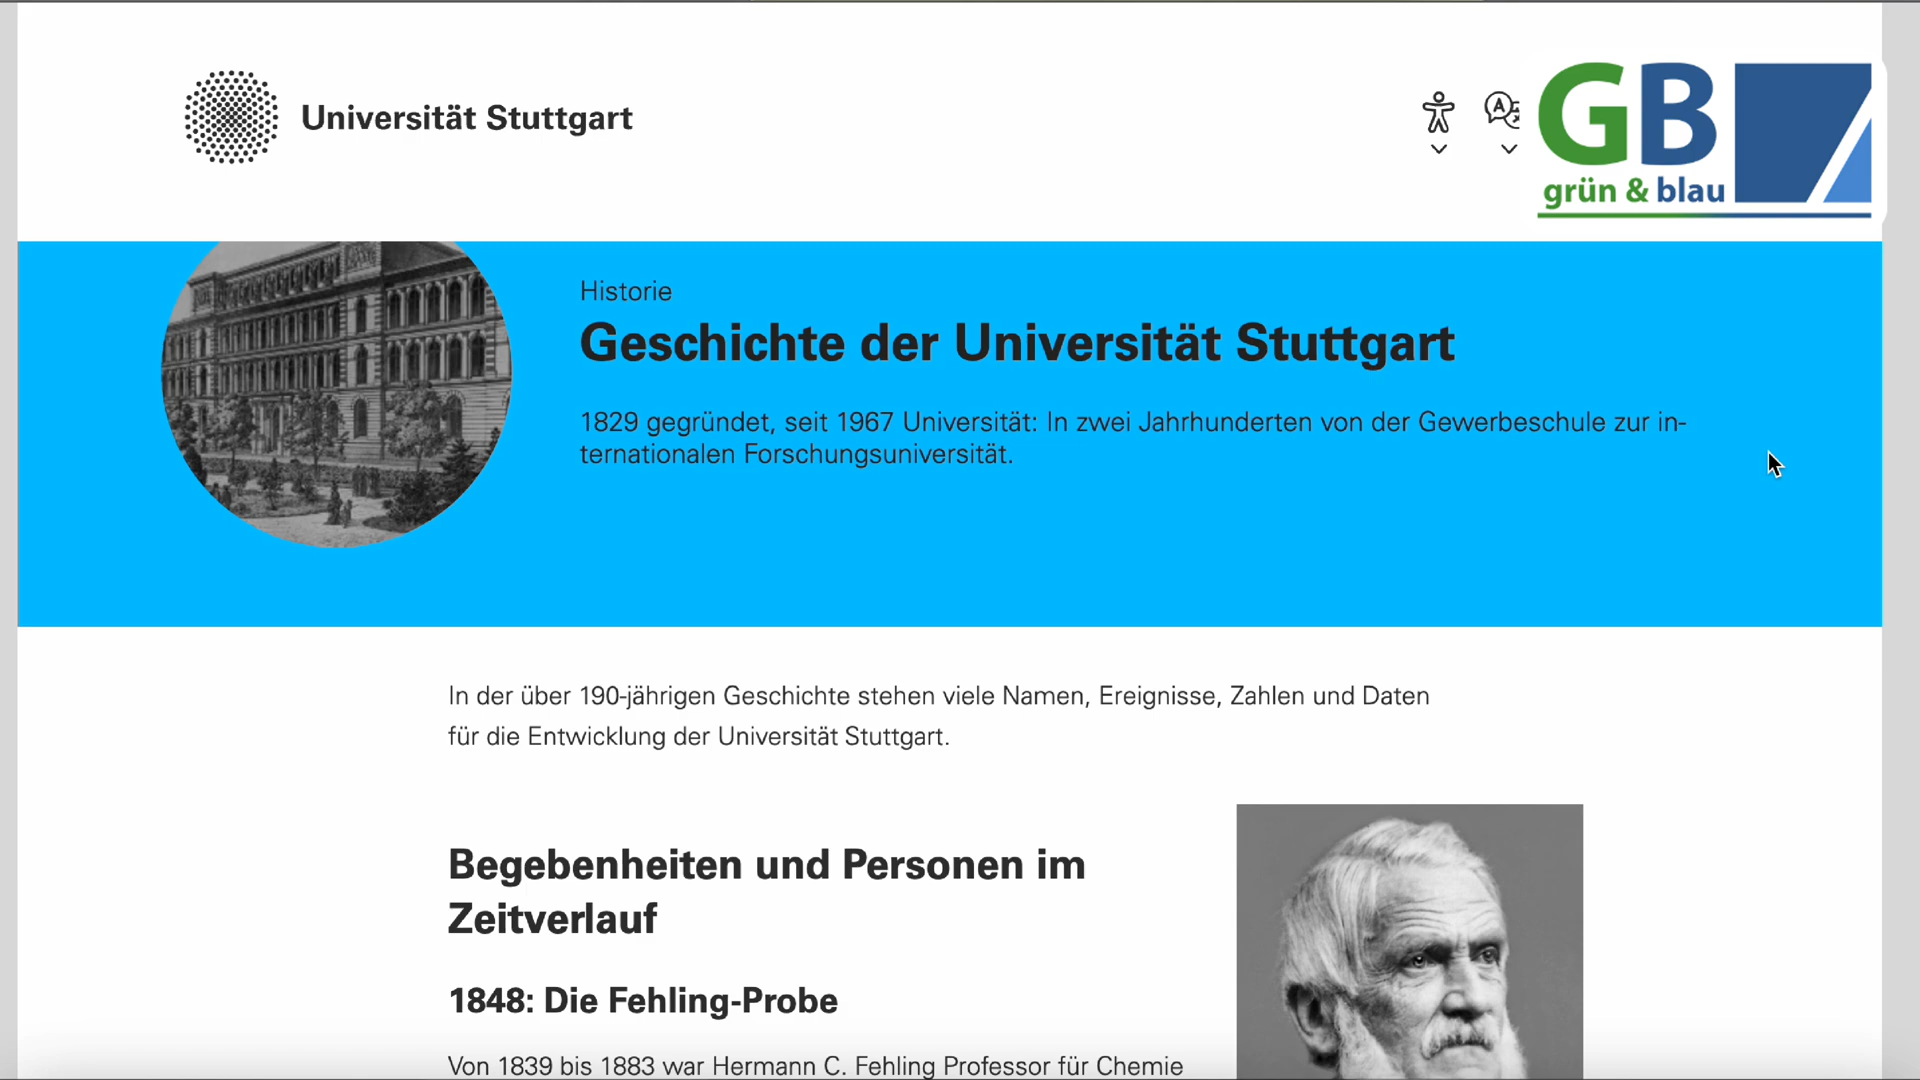 Universität Stuttgart
GB
grün & blau
Historie
Geschichte der Universität Stuttgart
1829 gegründet, seit 1967 Universität: In zwei Jahrhunderten von der Gewerbeschule zur in-
ternationalen Forschungsuniversität.
In der über 190-jährigen Geschichte stehen viele Namen, Ereignisse, Zahlen und Daten
für die Entwicklung der Universität Stuttgart.
Begebenheiten und Personen im
Zeitverlauf
1848: Die Fehling-Probe
Von 1839 bis 1883 war Hermann C. Fehling Professor für Chemie